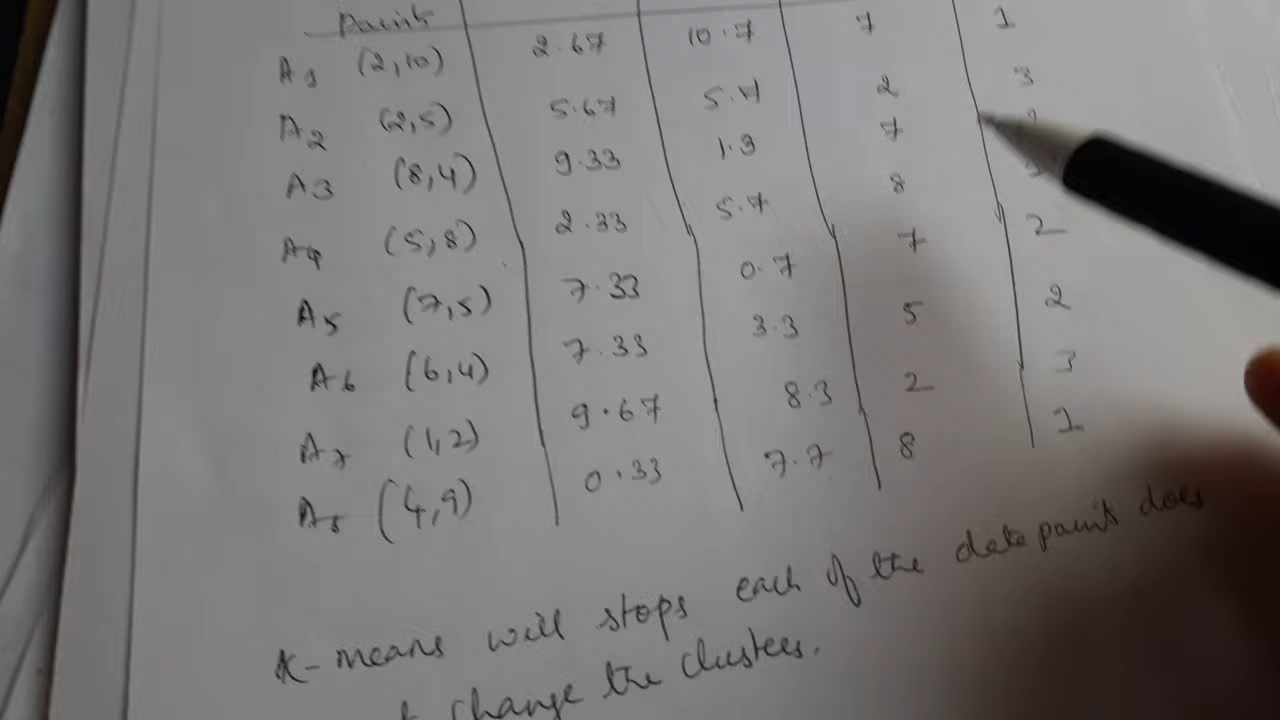 Points
A1 (2,10) 2.67 10.7 7 1
A2 (2,5) 5.67 5.7 2 3
A3 (8,4) 9.33 1.3 7
A4 (5,8) 2.33 5.7 8
A5 (7,5) 7.33 0.7 7 2
A6 (6,4) 7.33 3.3 5 2
A7 (1,2) 9.67 8.3 2 3
A8 (4,9) 0.33 7.7 8 1
K-means will stops each of the data points does
change the clusters.